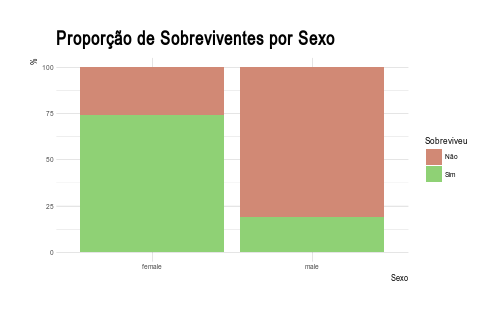 Proporção de Sobreviventes por Sexo
%
100
75
50
25
0
female male
Sexo
Sobreviveu
Não
Sim